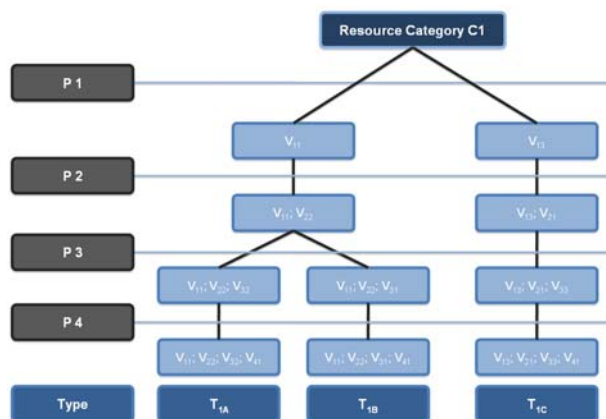 Resource Category C1
P 1
V₁₁
V₁₃
P 2
V₁₁; V₂₂
V₁₃; V₂₁
P 3
V₁₁; V₂₂; V₃₂
V₁₁; V₂₂; V₃₁
V₁₃; V₂₁; V₃₃
P 4
V₁₁; V₂₂; V₃₂; V₄₁
V₁₁; V₂₂; V₃₁; V₄₁
V₁₃; V₂₁; V₃₃; V₄₁
Type
T₁A
T₁B
T₁C